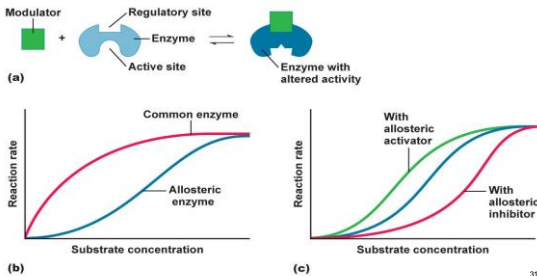 Modulator
Regulatory site
+
Enzyme
Active site
Enzyme with
altered activity
(a)
Common enzyme
Allosteric
enzyme
Reaction rate
Substrate concentration
(b)
With
allosteric
activator
With
allosteric
inhibitor
Reaction rate
Substrate concentration
(c)
31